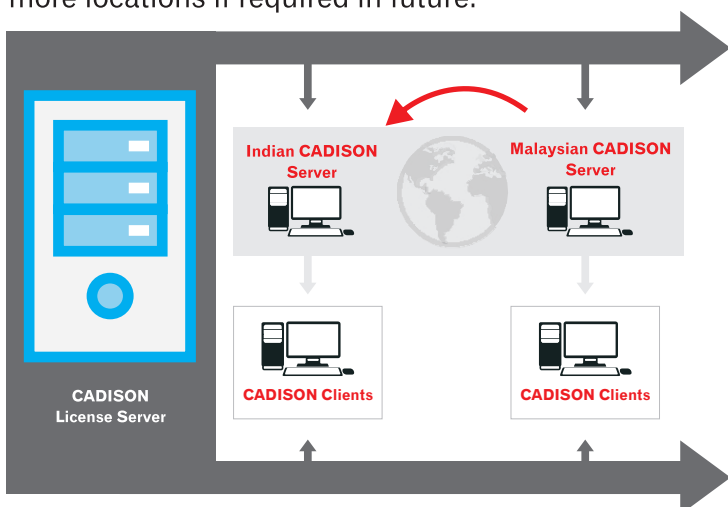 more locations if required in future.
Indian CADISON
Server
Malaysian CADISON
Server
CADISON Clients
CADISON Clients
CADISON
License Server